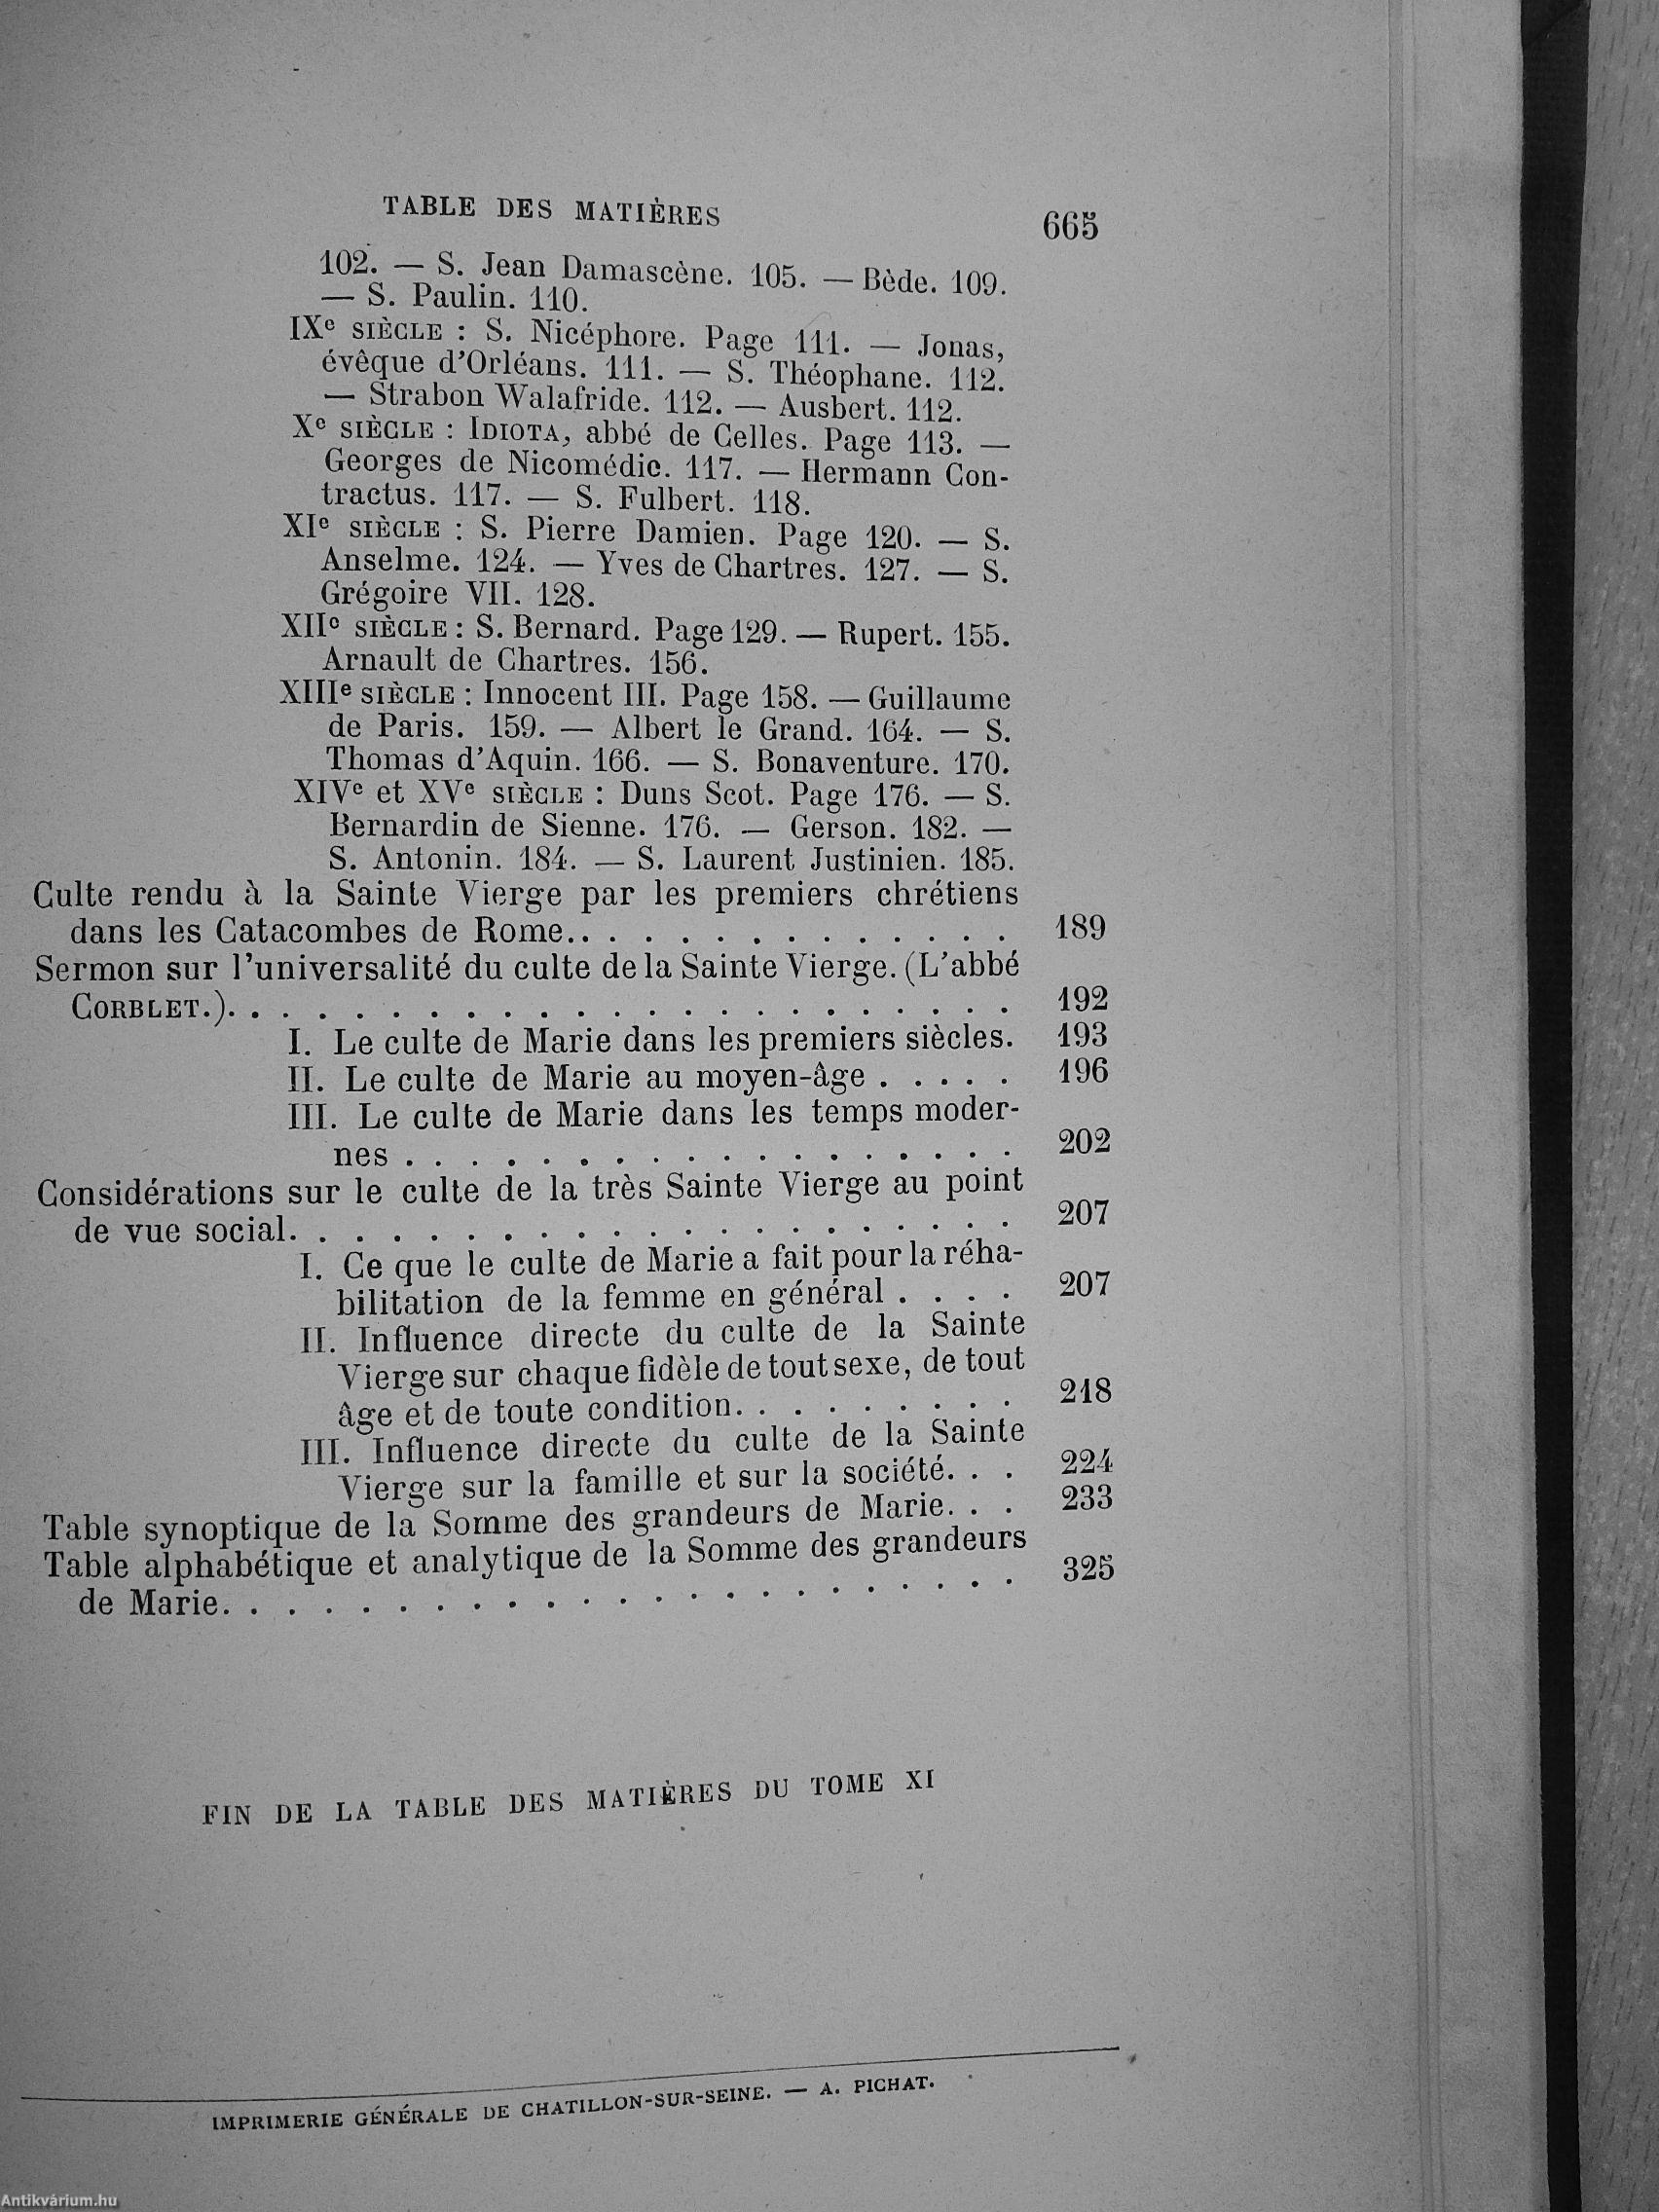 TABLE DES MATIÈRES 665
102. — S. Jean Damascène. 105. — Bède. 109.
— S. Paulin. 110.
IXe SIÈCLE : S. Nicéphore. Page 111. — Jonas,
évêque d'Orléans. 111. — S. Théophane. 112.
— Strabon Walafride. 112. — Ausbert. 112.
Xe SIÈCLE : IDIOTA, abbé de Celles. Page 113. —
Georges de Nicomédie. 117. — Hermann Con-
tractus. 117. — S. Fulbert. 118.
XIe SIÈCLE : S. Pierre Damien. Page 120. — S.
Anselme. 124. — Yves de Chartres. 127. — S.
Grégoire VII. 128.
XIIe SIÈCLE : S. Bernard. Page 129. — Rupert. 155.
Arnault de Chartres. 156.
XIIIe SIÈCLE : Innocent III. Page 158. — Guillaume
de Paris. 159. — Albert le Grand. 164. — S.
Thomas d'Aquin. 166. — S. Bonaventure. 170.
XIVe et XVe SIÈCLE : Duns Scot. Page 176. — S.
Bernardin de Sienne. 176. — Gerson. 182. —
S. Antonin. 184. — S. Laurent Justinien. 185.
Culte rendu à la Sainte Vierge par les premiers chrétiens
dans les Catacombes de Rome. . . . . . . . . . . . . . 189
Sermon sur l'universalité du culte de la Sainte Vierge. (L'abbé
CORBLET.). . . . . . . . . . . . . . . . . . . . . . 192
I. Le culte de Marie dans les premiers siècles. 193
II. Le culte de Marie au moyen-âge . . . . . 196
III. Le culte de Marie dans les temps moder-
nes . . . . . . . . . . . . . . . . . 202
Considérations sur le culte de la très Sainte Vierge au point
de vue social. . . . . . . . . . . . . . . . . . . . 207
I. Ce que le culte de Marie a fait pour la réha-
bilitation de la femme en général . . . . 207
II. Influence directe du culte de la Sainte
Vierge sur chaque fidèle de tout sexe, de tout
âge et de toute condition. . . . . . . . . 218
III. Influence directe du culte de la Sainte
Vierge sur la famille et sur la société. . . 224
Table synoptique de la Somme des grandeurs de Marie. . . 233
Table alphabétique et analytique de la Somme des grandeurs
de Marie. . . . . . . . . . . . . . . . . . . . . . 325
FIN DE LA TABLE DES MATIÈRES DU TOME XI
IMPRIMERIE GÉNÉRALE DE CHATILLON-SUR-SEINE. — A. PICHAT.
Antikvárium.hu